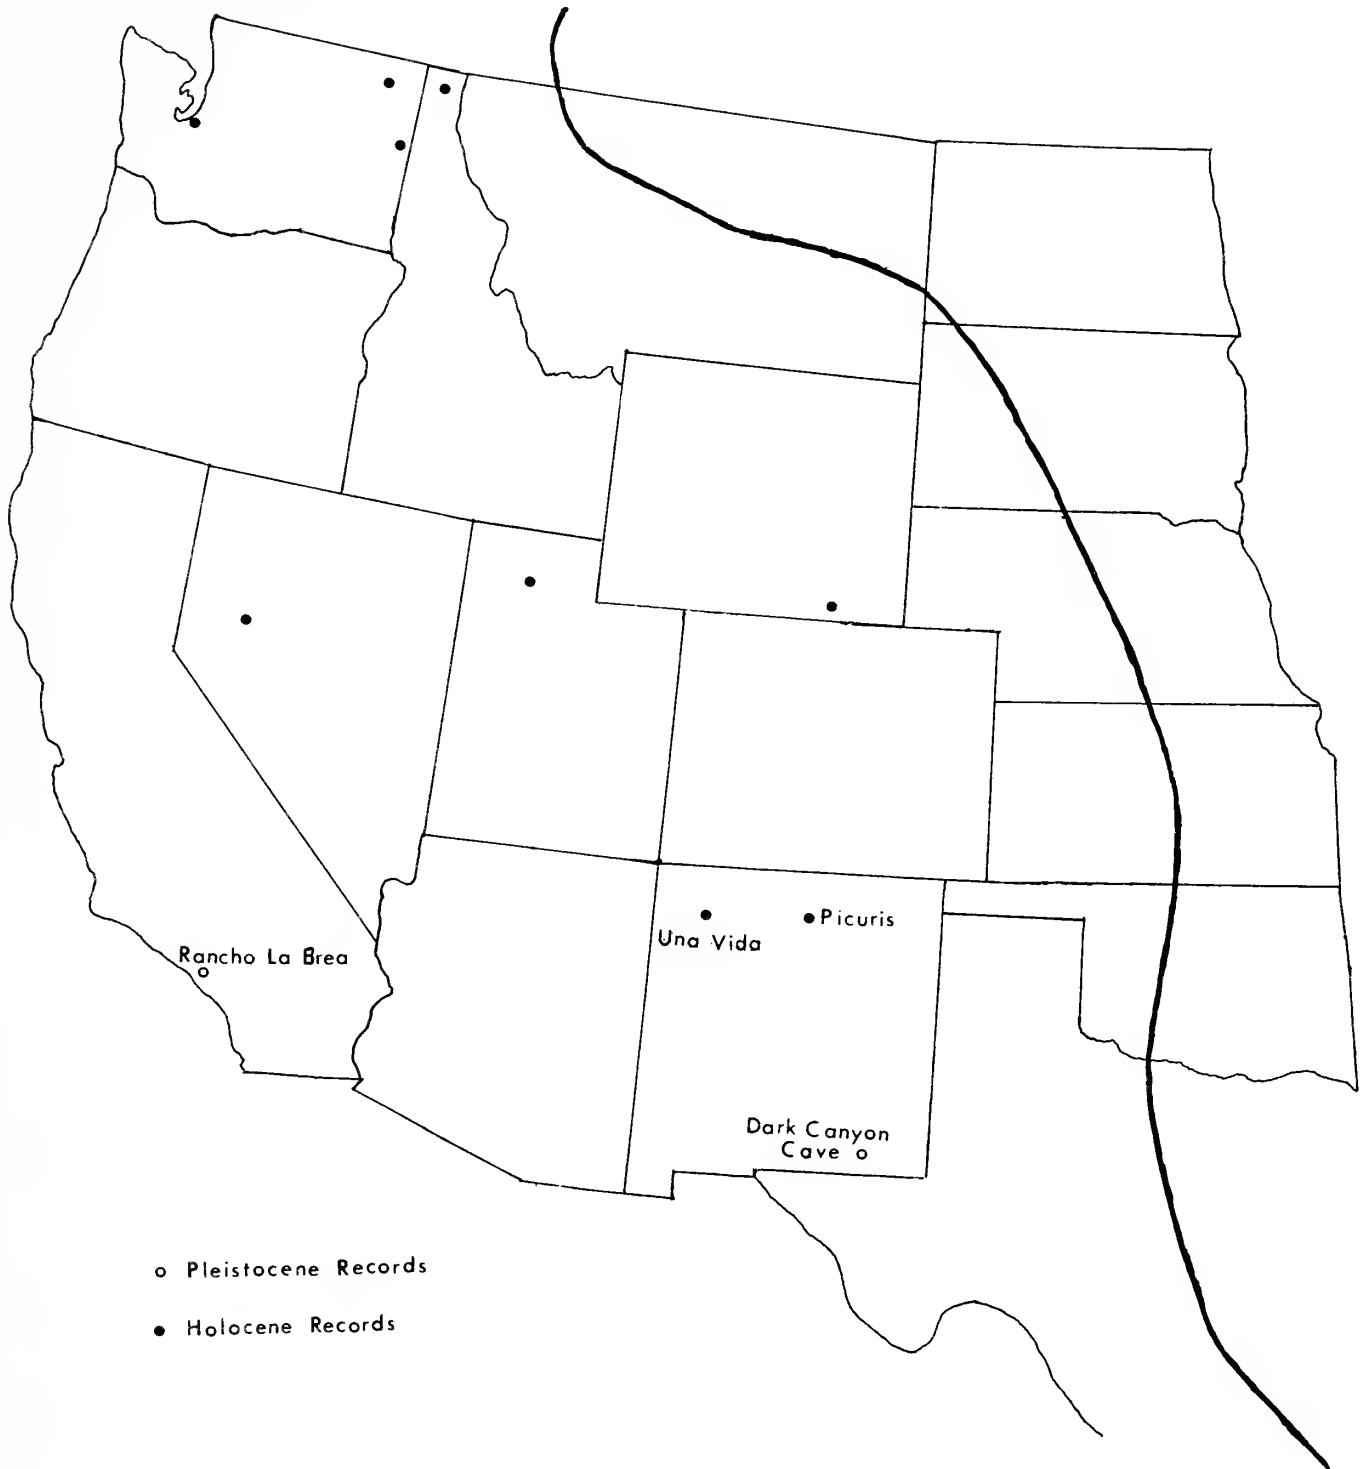 Picuris
Una Vida
Rancho La Brea
Dark Canyon
Cave
Pleistocene Records
Holocene Records